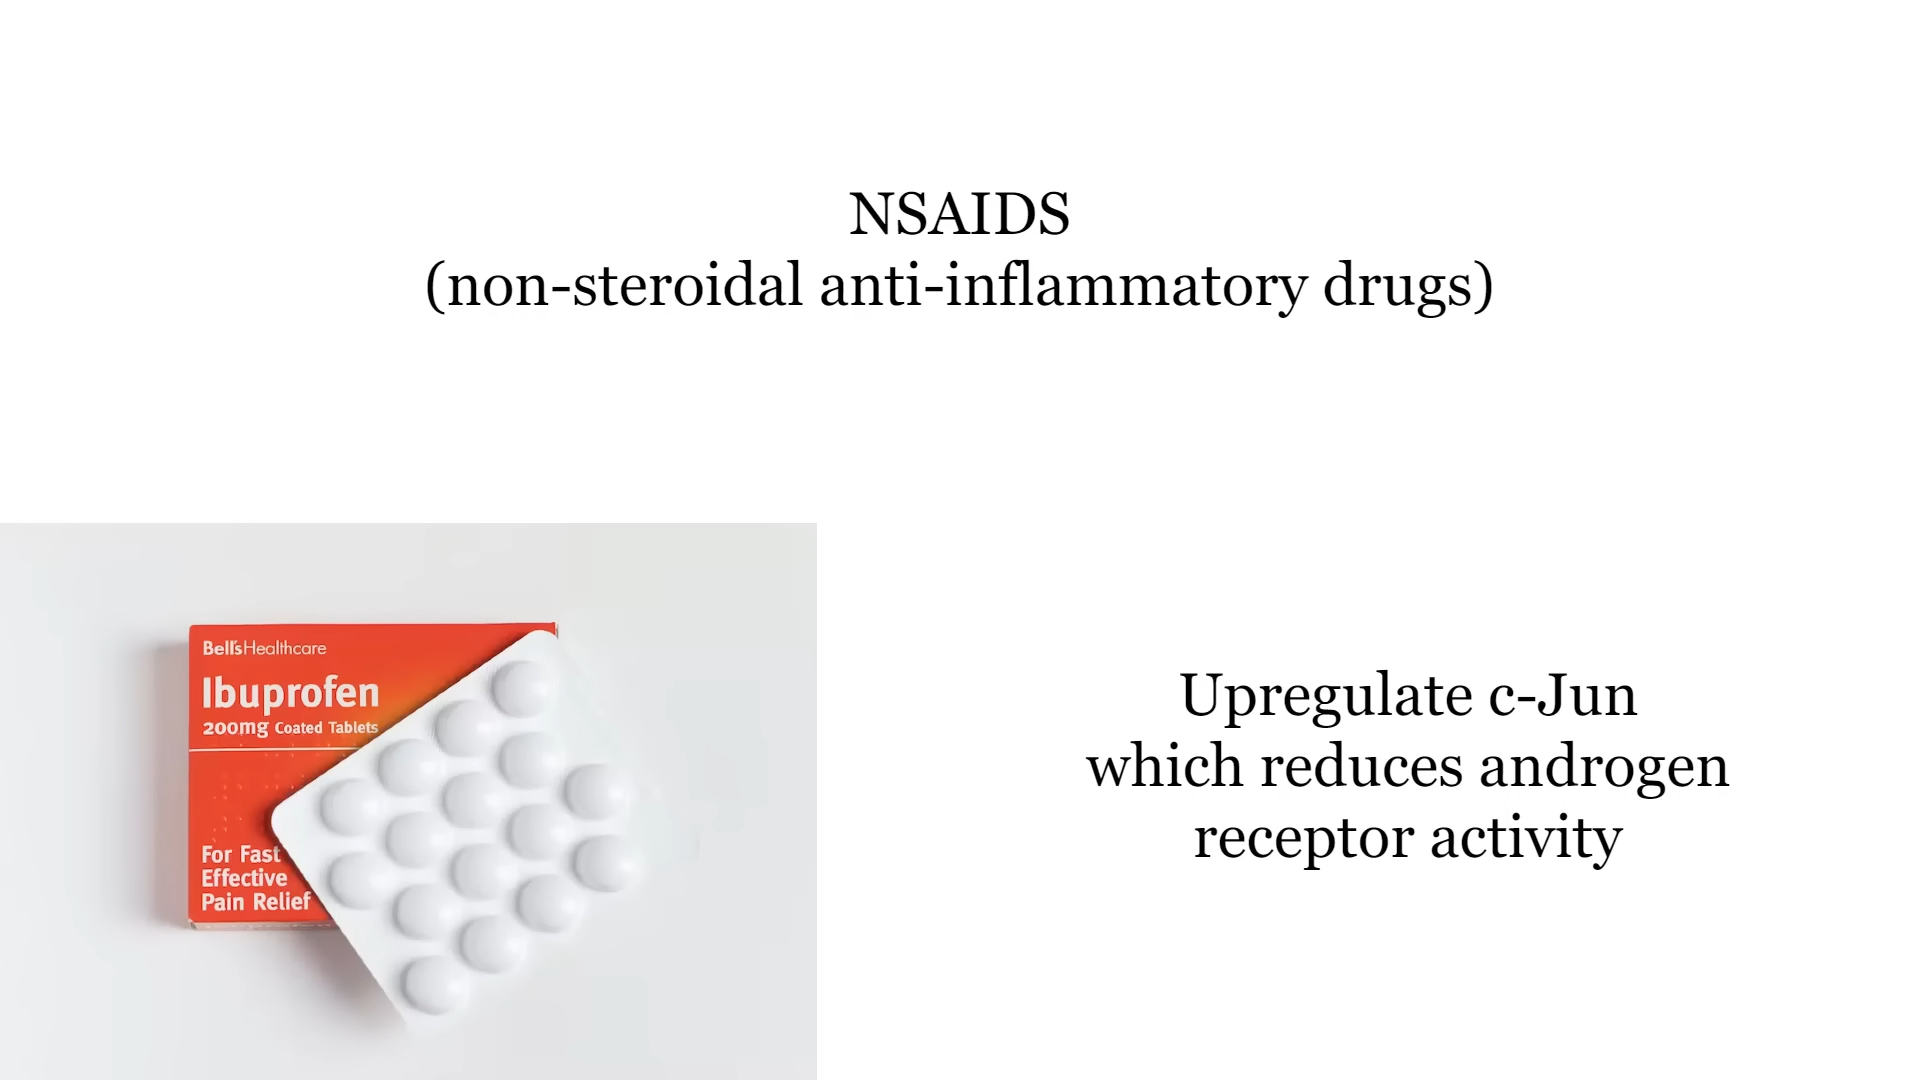 NSAIDS
(non-steroidal anti-inflammatory drugs)
Bell's Healthcare
Ibuprofen
200mg Coated Tablets
For Fast
Effective
Pain Relief
Upregulate c-Jun
which reduces androgen
receptor activity